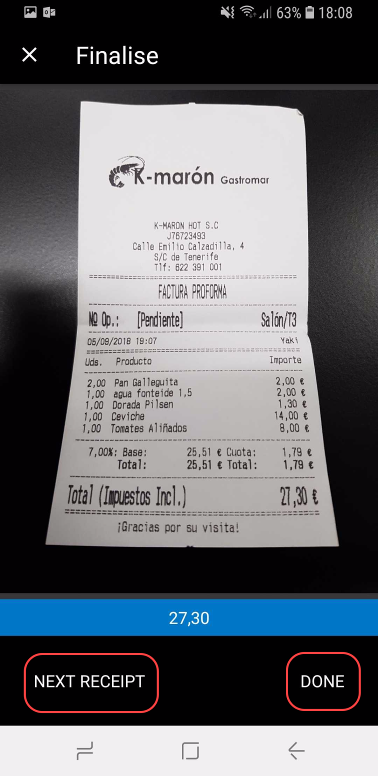 63% 18:08
Finalise
K-marón Gastromar
K-MARON HOT S.C
J76723493
Calle Emilio Calzadilla, 4
S/C de Tenerife
Tlf: 622 391 001
FACTURA PROFORMA
Nº Op.: [Pendiente] Salón/T3
05/09/2018 19:07 Yaki
Uds. Producto Importe
2,00 Pan Galleguita 2,00 €
1,00 agua fonteide 1,5 2,00 €
1,00 Dorada Pilsen 1,30 €
1,00 Ceviche 14,00 €
1,00 Tomates Aliñados 8,00 €
7,00%: Base: 25,51 € Cuota: 1,79 €
Total: 25,51 € Total: 1,79 €
Total (Impuestos Incl.) 27,30 €
¡Gracias por su visita!
27,30
NEXT RECEIPT DONE